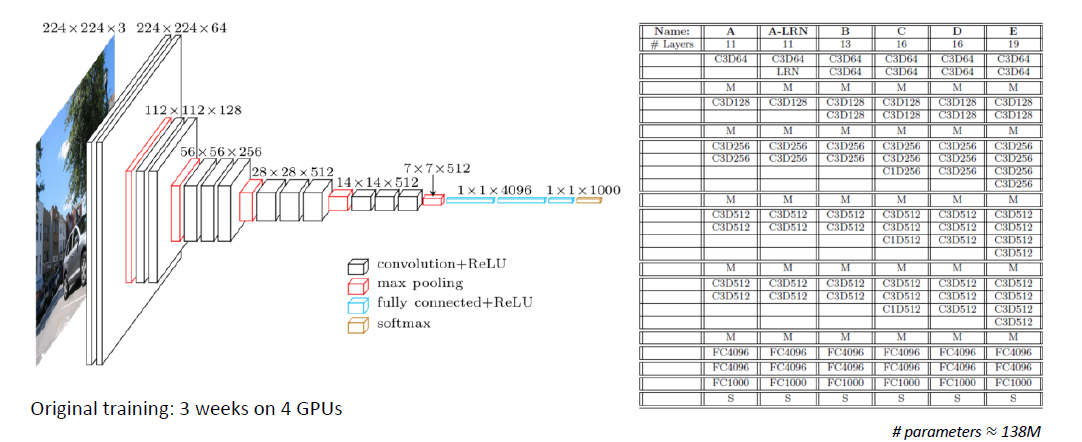 224×224×3 224×224×64
112×112×128
56×56×256
28×28×512
14×14×512
7×7×512
1×1×4096 1×1×1000
convolution+ReLU
max pooling
fully connected+ReLU
softmax
Original training: 3 weeks on 4 GPUs
Name: A A-LRN B C D E
# Layers 11 11 13 16 16 19
C3D64 C3D64 C3D64 C3D64 C3D64 C3D64
LRN C3D64 C3D64 C3D64 C3D64
M M M M M M
C3D128 C3D128 C3D128 C3D128 C3D128 C3D128
C3D128 C3D128 C3D128 C3D128
M M M M M M
C3D256 C3D256 C3D256 C3D256 C3D256 C3D256
C3D256 C3D256 C3D256 C3D256 C3D256 C3D256
C1D256 C3D256 C3D256
C3D256
M M M M M M
C3D512 C3D512 C3D512 C3D512 C3D512 C3D512
C3D512 C3D512 C3D512 C3D512 C3D512 C3D512
C1D512 C3D512 C3D512
C3D512
M M M M M M
C3D512 C3D512 C3D512 C3D512 C3D512 C3D512
C3D512 C3D512 C3D512 C3D512 C3D512 C3D512
C1D512 C3D512 C3D512
C3D512
M M M M M M
FC4096 FC4096 FC4096 FC4096 FC4096 FC4096
FC4096 FC4096 FC4096 FC4096 FC4096 FC4096
FC1000 FC1000 FC1000 FC1000 FC1000 FC1000
S S S S S S
# parameters ≈ 138M